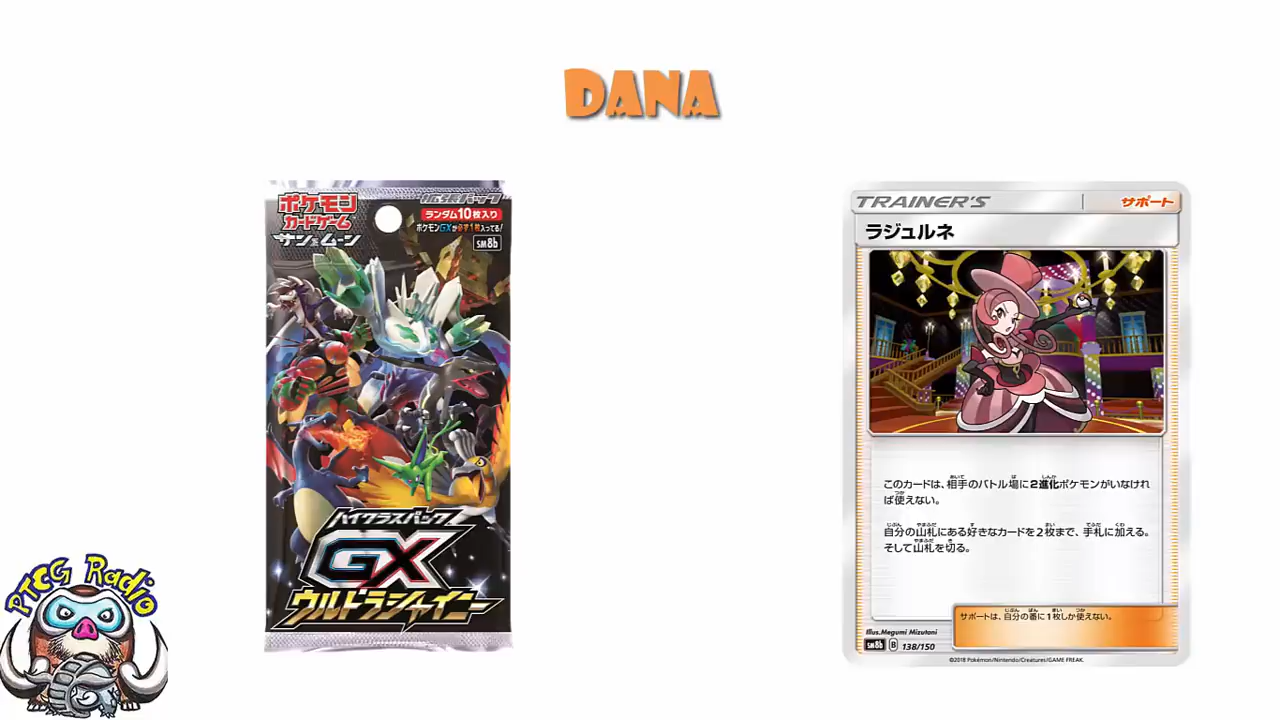 DANA
ポケモン
カードゲーム
サン&ムーン
拡張パック
ランダム10枚入り
ポケモンGXが必ず1枚入ってる!
SM8b
ハイクラスパック
GX
ウルトラシャイニー
TRAINER'S
サポート
ラジュルネ
このカードは、相手のバトル場に2進化ポケモンがいなけれ
ば使えない。
自分の山札にある好きなカードを2枚まで、手札に加える。
そして山札を切る。
サポートは、自分の番に1枚しか使えない。
Illus.Megumi Mizutani
SM8b B 138/150
©2018 Pokémon/Nintendo/Creatures/GAME FREAK.
PTCG Radio